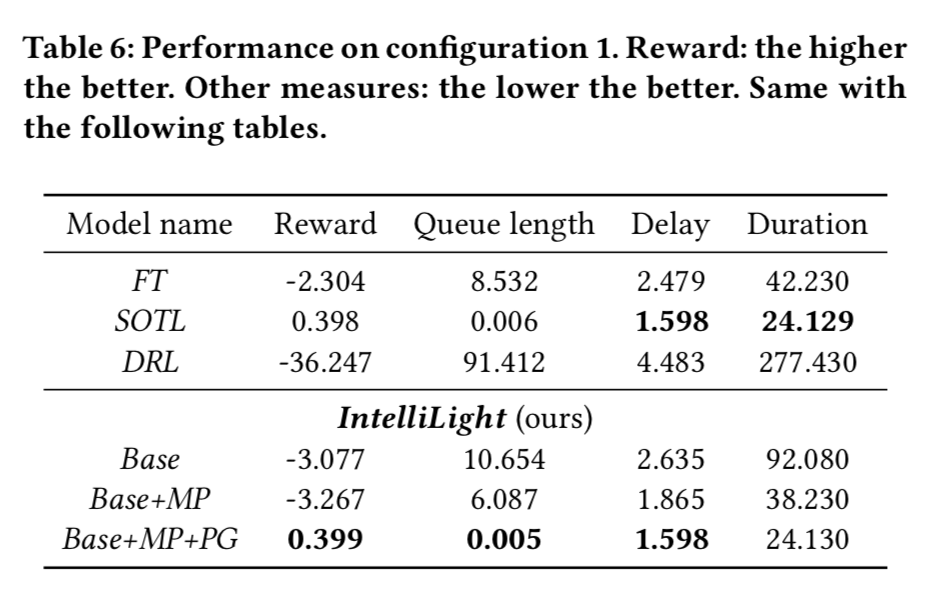 Table 6: Performance on configuration 1. Reward: the higher
the better. Other measures: the lower the better. Same with
the following tables.
Model name Reward Queue length Delay Duration
FT -2.304 8.532 2.479 42.230
SOTL 0.398 0.006 1.598 24.129
DRL -36.247 91.412 4.483 277.430
IntelliLight (ours)
Base -3.077 10.654 2.635 92.080
Base+MP -3.267 6.087 1.865 38.230
Base+MP+PG 0.399 0.005 1.598 24.130